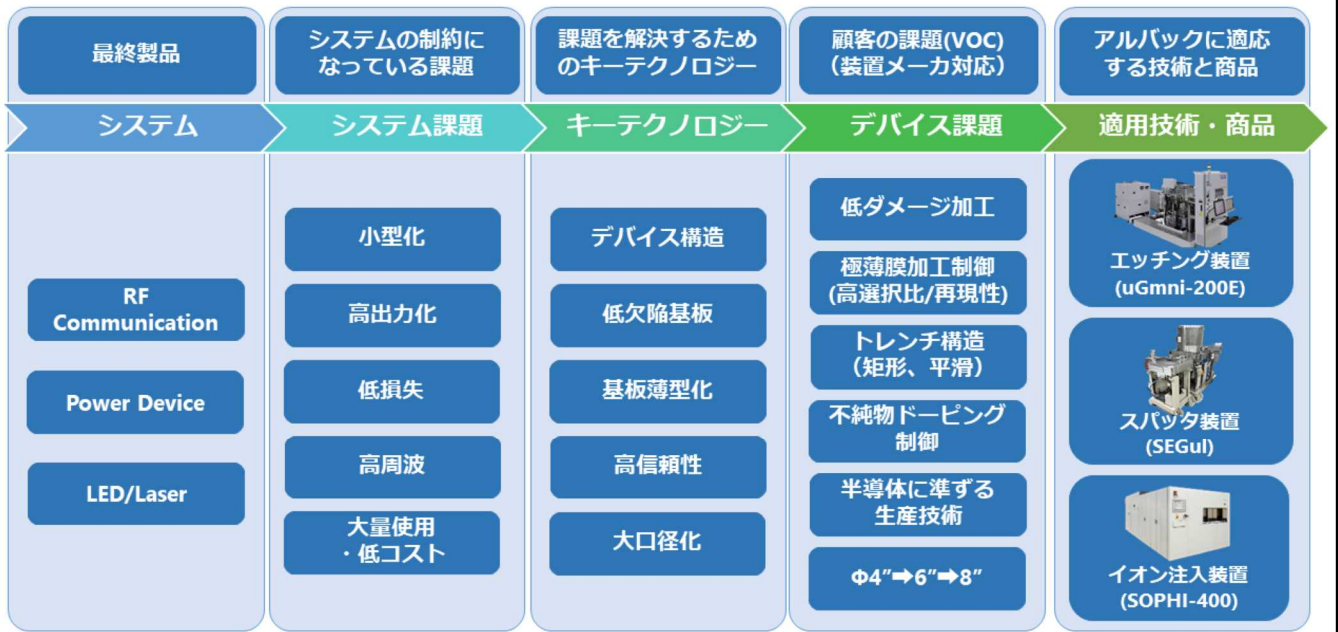 最終製品
システムの制約に
なっている課題
課題を解決するため
のキーテクノロジー
顧客の課題(VOC)
（装置メーカ対応）
アルバックに適応
する技術と商品
システム
システム課題
キーテクノロジー
デバイス課題
適用技術・商品
RF
Communication
Power Device
LED/Laser
小型化
高出力化
低損失
高周波
大量使用
・低コスト
デバイス構造
低欠陥基板
基板薄型化
高信頼性
大口径化
低ダメージ加工
極薄膜加工制御
(高選択比/再現性)
トレンチ構造
（矩形、平滑）
不純物ドーピング
制御
半導体に準ずる
生産技術
Φ4”➡6”➡8”
エッチング装置
(uGmni-200E)
スパッタ装置
(SEGul)
イオン注入装置
(SOPHI-400)